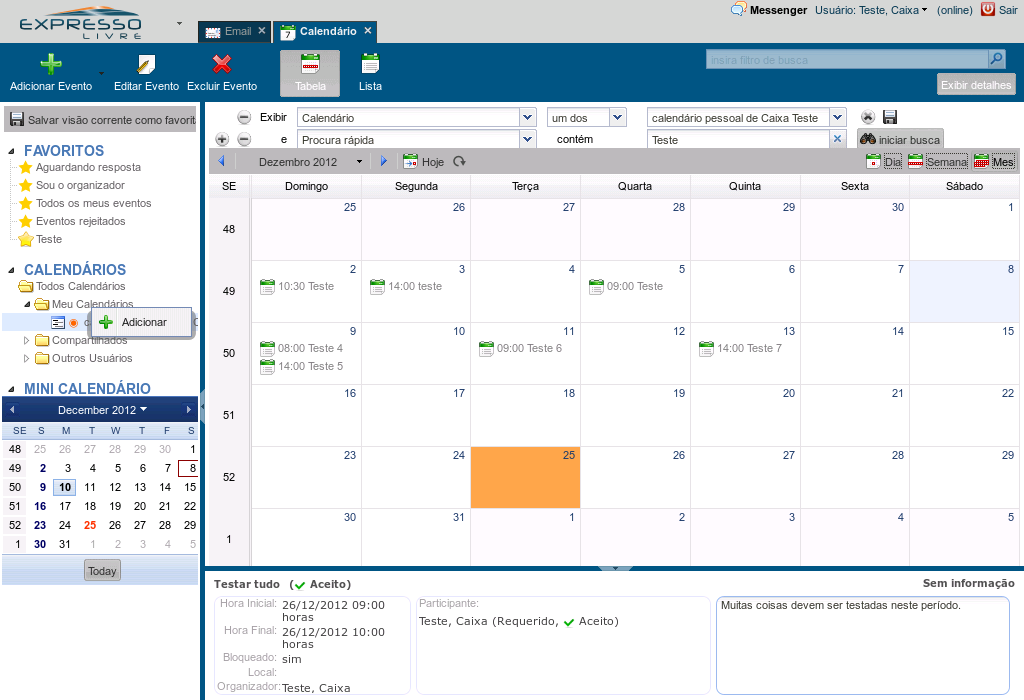 EXPRESSO
LIVRE
Email
Calendário
Messenger
Usuário: Teste, Caixa
(online)
Sair
Adicionar Evento
Editar Evento
Excluir Evento
Tabela
Lista
insira filtro de busca
Exibir detalhes
Salvar visão corrente como favorit
FAVORITOS
Aguardando resposta
Sou o organizador
Todos os meus eventos
Eventos rejeitados
Teste
CALENDÁRIOS
Todos Calendários
Meu Calendários
Adicionar
Compartilhados
Outros Usuários
MINI CALENDÁRIO
December 2012
SE S M T W T F S
48 25 26 27 28 29 30 1
49 2 3 4 5 6 7 8
50 9 10 11 12 13 14 15
51 16 17 18 19 20 21 22
52 23 24 25 26 27 28 29
1 30 31 1 2 3 4 5
Today
Exibir Calendário um dos calendário pessoal de Caixa Teste
e Procura rápida contém Teste iniciar busca
Dezembro 2012 7 Hoje Dia Semana Mes
SE Domingo Segunda Terça Quarta Quinta Sexta Sábado
48 25 26 27 28 29 30 1
49 2 3 4 5 6 7 8
10:30 Teste 14:00 teste 09:00 Teste
50 9 10 11 12 13 14 15
08:00 Teste 4 09:00 Teste 6 14:00 Teste 7
14:00 Teste 5
51 16 17 18 19 20 21 22
52 23 24 25 26 27 28 29
1 30 31 1 2 3 4 5
Testar tudo (Aceito)
Sem informação
Hora Inicial: 26/12/2012 09:00
horas
Hora Final: 26/12/2012 10:00
horas
Bloqueado: sim
Local:
Organizador: Teste, Caixa
Participante:
Teste, Caixa (Requerido, Aceito)
Muitas coisas devem ser testadas neste período.